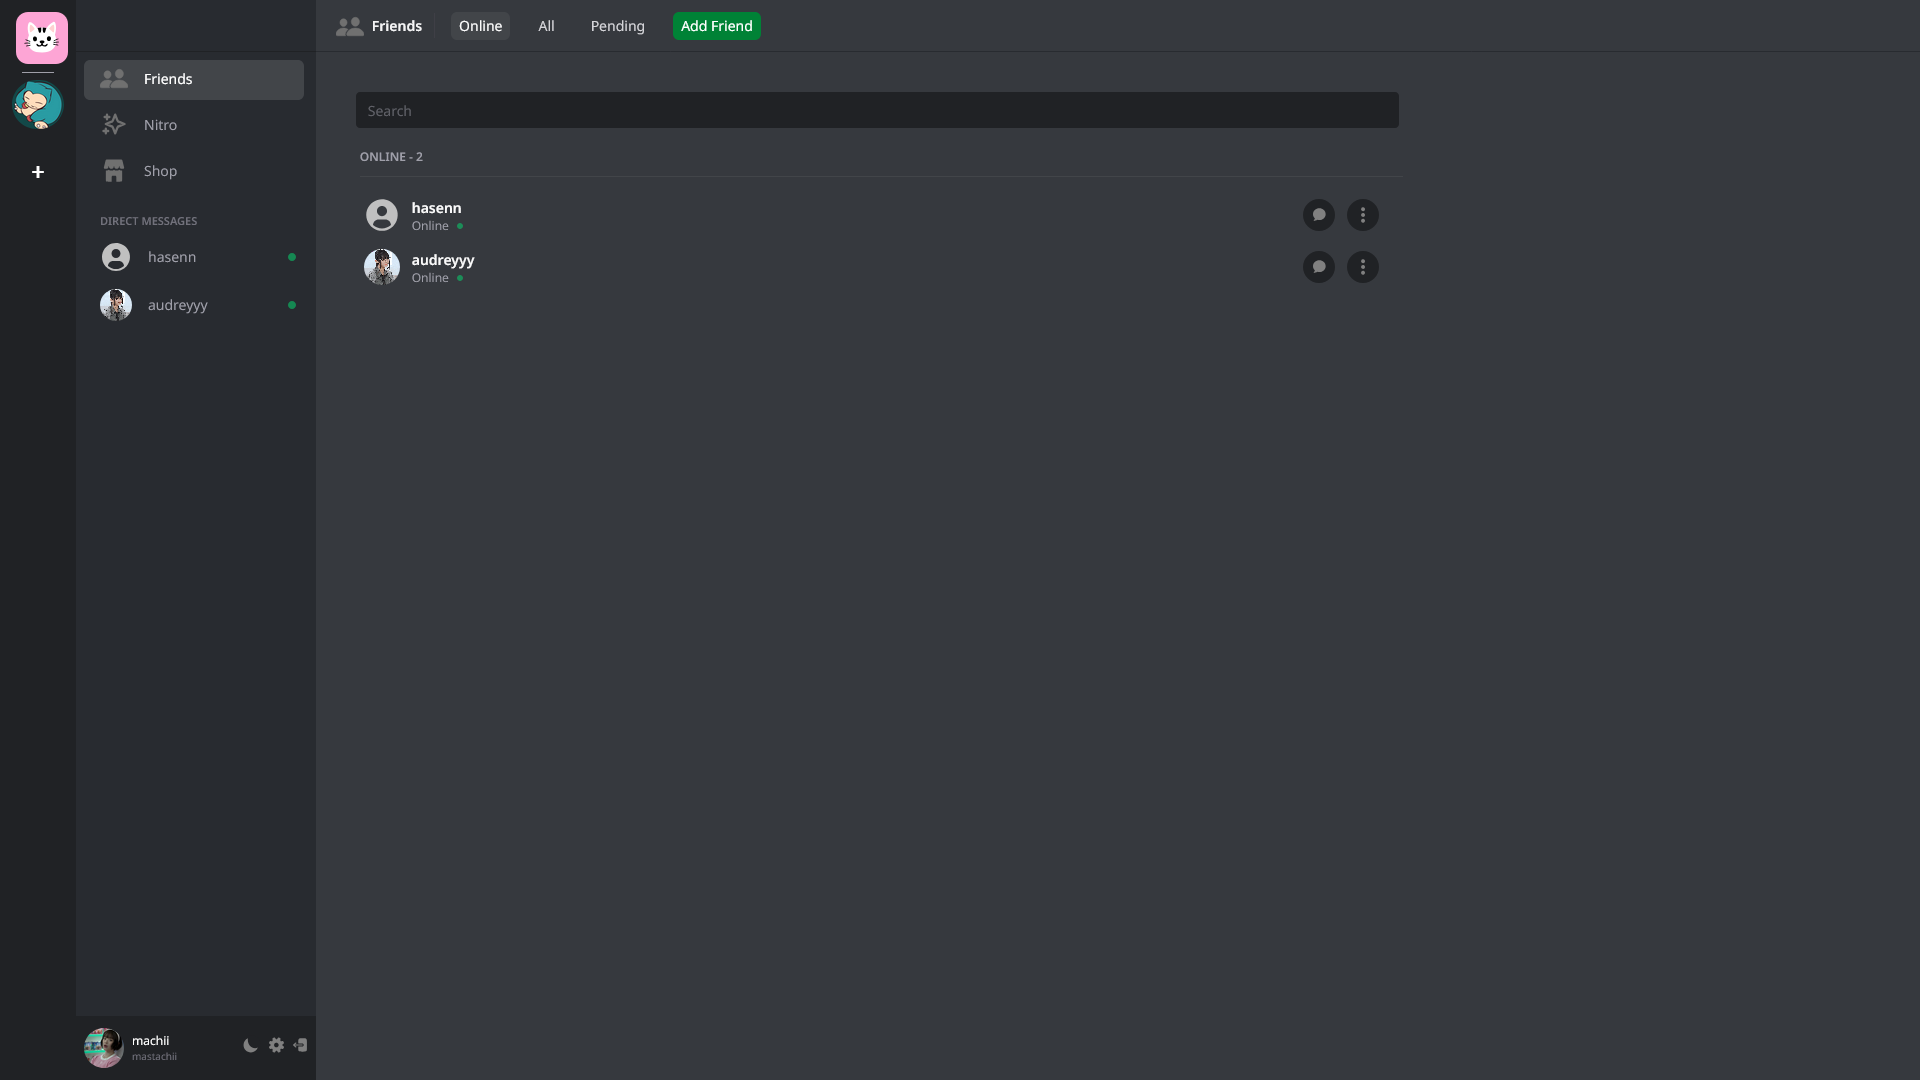 Friends
Online
All
Pending
Add Friend
Friends
Nitro
Shop
DIRECT MESSAGES
hasenn
audreyyy
Search
ONLINE - 2
hasenn
Online
audreyyy
Online
machii
mastachii